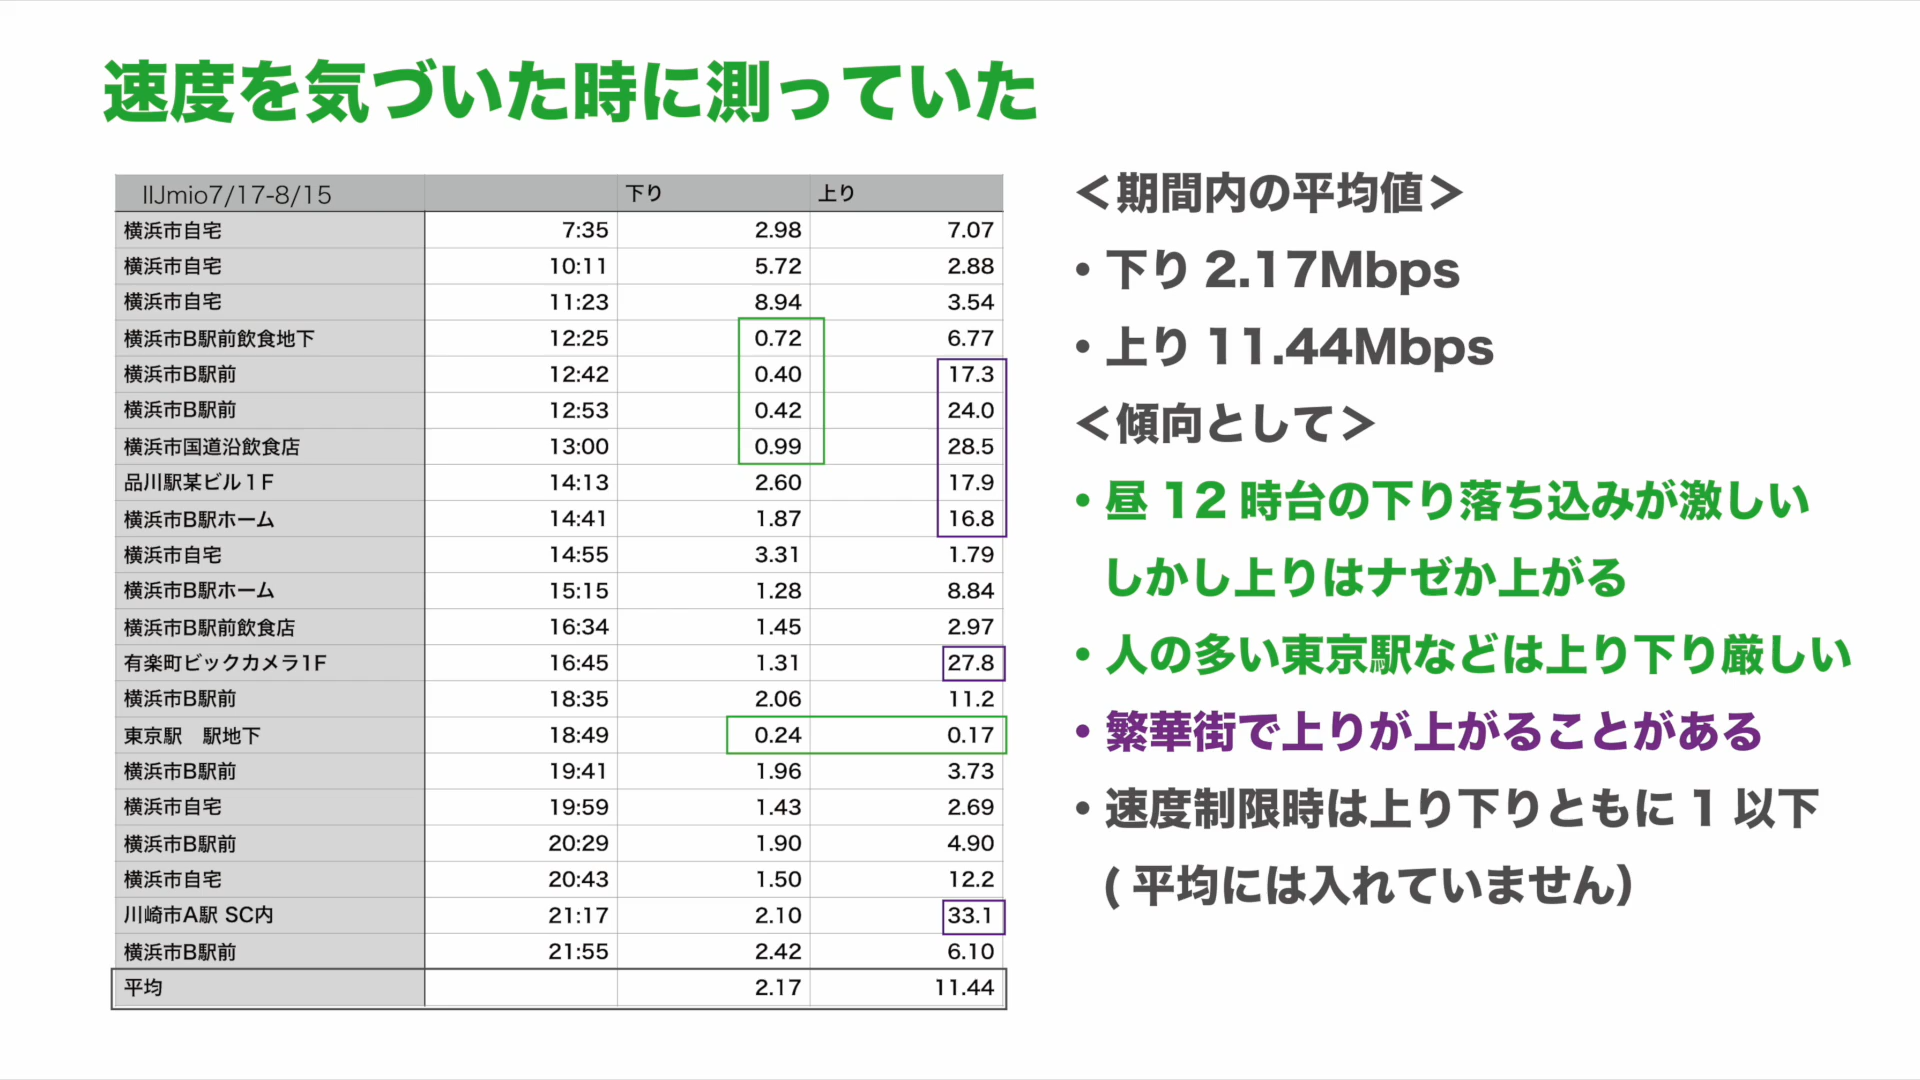 速度を気づいた時に測っていた
IIJmio7/17-8/15 下り 上り
横浜市自宅 7:35 2.98 7.07
横浜市自宅 10:11 5.72 2.88
横浜市自宅 11:23 8.94 3.54
横浜市B駅前飲食地下 12:25 0.72 6.77
横浜市B駅前 12:42 0.40 17.3
横浜市B駅前 12:53 0.42 24.0
横浜市国道沿飲食店 13:00 0.99 28.5
品川駅某ビル１F 14:13 2.60 17.9
横浜市B駅ホーム 14:41 1.87 16.8
横浜市自宅 14:55 3.31 1.79
横浜市B駅ホーム 15:15 1.28 8.84
横浜市B駅前飲食店 16:34 1.45 2.97
有楽町ビックカメラ1F 16:45 1.31 27.8
横浜市B駅前 18:35 2.06 11.2
東京駅　駅地下 18:49 0.24 0.17
横浜市B駅前 19:41 1.96 3.73
横浜市自宅 19:59 1.43 2.69
横浜市B駅前 20:29 1.90 4.90
横浜市自宅 20:43 1.50 12.2
川崎市A駅 SC内 21:17 2.10 33.1
横浜市B駅前 21:55 2.42 6.10
平均 2.17 11.44
＜期間内の平均値＞
• 下り 2.17Mbps
• 上り 11.44Mbps
＜傾向として＞
• 昼 12 時台の下り落ち込みが激しい
しかし上りはナゼか上がる
• 人の多い東京駅などは上り下り厳しい
• 繁華街で上りが上がることがある
• 速度制限時は上り下りともに 1 以下
( 平均には入れていません）